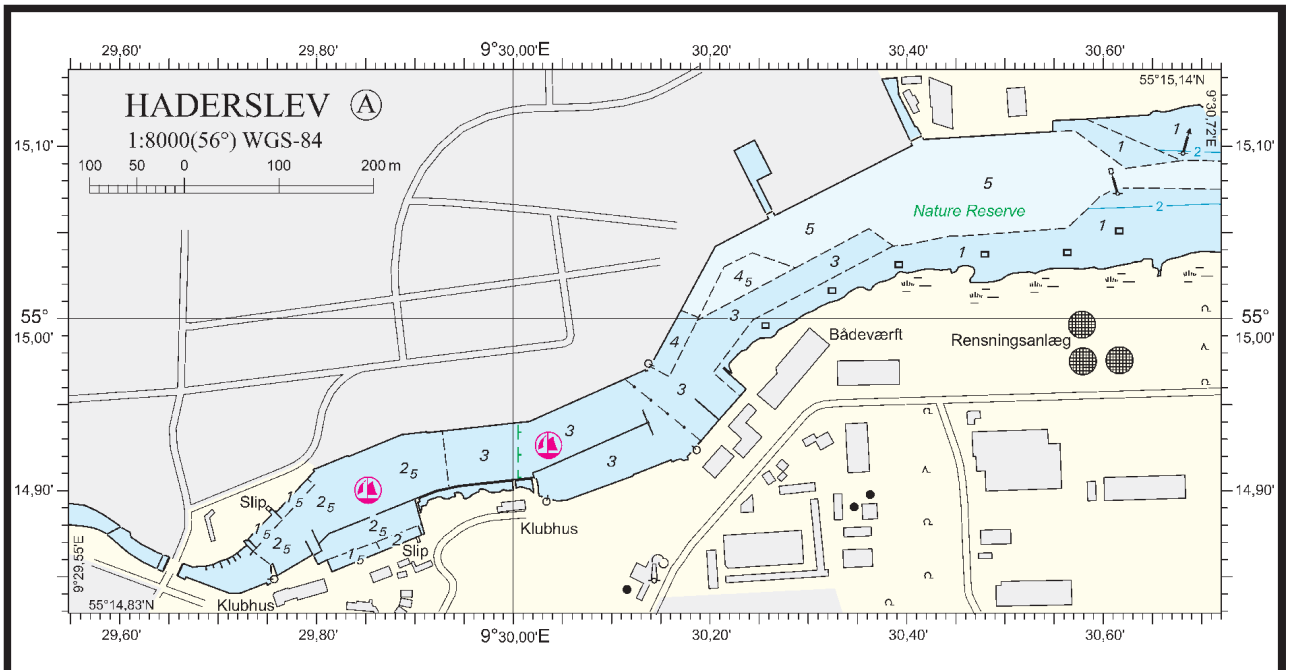 29,60' 29,80' 9°30,00'E 30,20' 30,40' 30,60'
HADERSLEV A
1:8000(56°) WGS-84
100 50 0 100 200 m
55°15,14'N
9°30,72'E
15,10' 15,10'
1
1
2
5
Nature Reserve
2
5
1
1
3
4 5
3
55° 55°
15,00' 15,00'
4
Bådeværft
Rensningsanlæg
3
3
3
3
2 5
14,90' 14,90'
1 5
Slip
2 5
Klubhus
2 5
1 5
2 5
2
1 5
Slip
9°29,55'E
55°14,83'N
Klubhus
29,60' 29,80' 9°30,00'E 30,20' 30,40' 30,60'